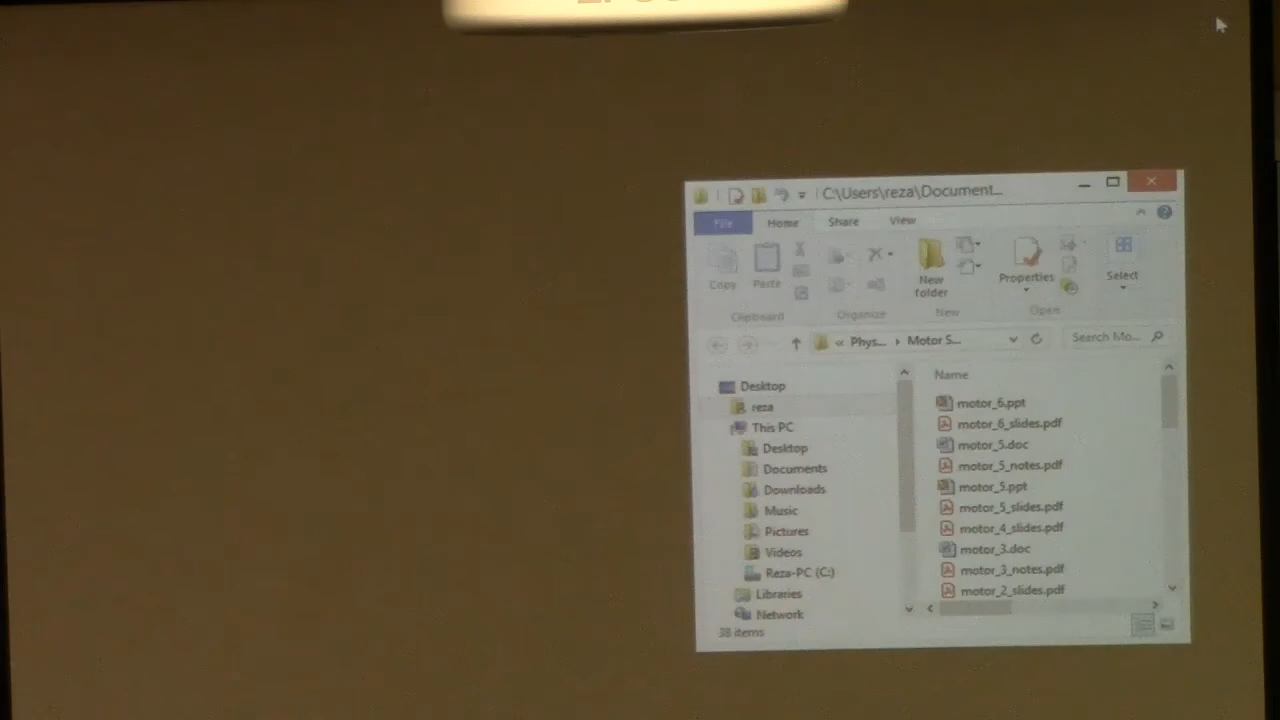 C:\Users\reza\Document...
File Home Share View
Copy Paste New folder Properties Select
Clipboard Organize New Open
« Phys... › Motor S... Search Mo...
Desktop
reza
This PC
Desktop
Documents
Downloads
Music
Pictures
Videos
Reza-PC (C:)
Libraries
Network
38 items
Name
motor_6.ppt
motor_6_slides.pdf
motor_5.doc
motor_5_notes.pdf
motor_5.ppt
motor_5_slides.pdf
motor_4_slides.pdf
motor_3.doc
motor_3_notes.pdf
motor_2_slides.pdf